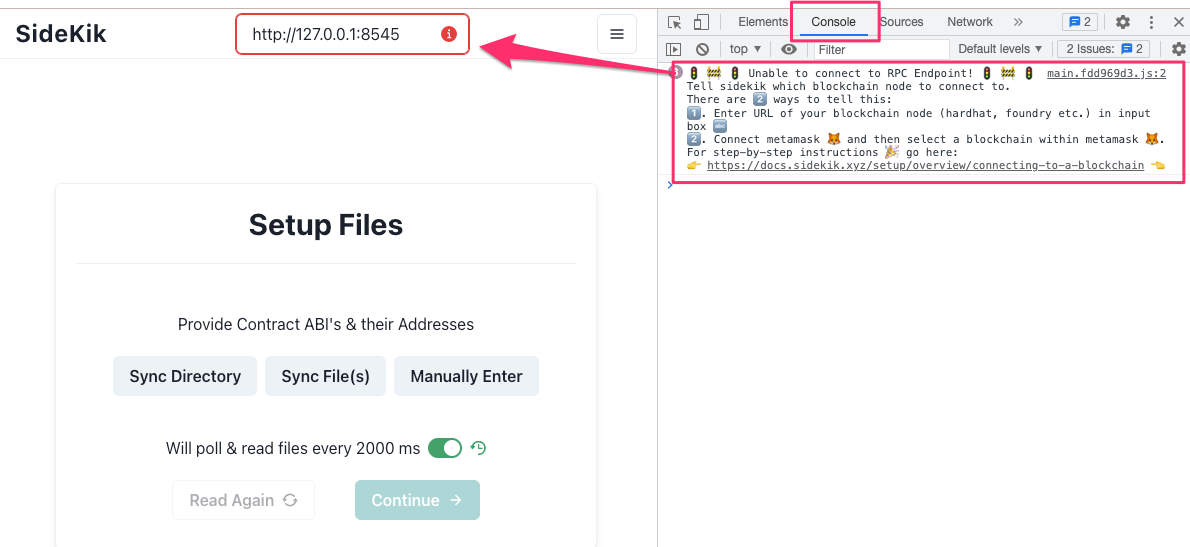 SideKik
http://127.0.0.1:8545
Setup Files
Provide Contract ABI's & their Addresses
Sync Directory
Sync File(s)
Manually Enter
Will poll & read files every 2000 ms
Read Again
Continue →
Elements Console Sources Network » 2
top ▼ Filter Default levels ▼ 2 Issues: 2
🚦 🚧 🚦 Unable to connect to RPC Endpoint! 🚦 🚧 🚦 main.fdd969d3.js:2
Tell sidekik which blockchain node to connect to.
There are 2️⃣ ways to tell this:
1️⃣. Enter URL of your blockchain node (hardhat, foundry etc.) in input
box 🔤
2️⃣. Connect metamask 🦊 and then select a blockchain within metamask 🦊.
For step-by-step instructions 🎉 go here:
👉 https://docs.sidekik.xyz/setup/overview/connecting-to-a-blockchain 👈